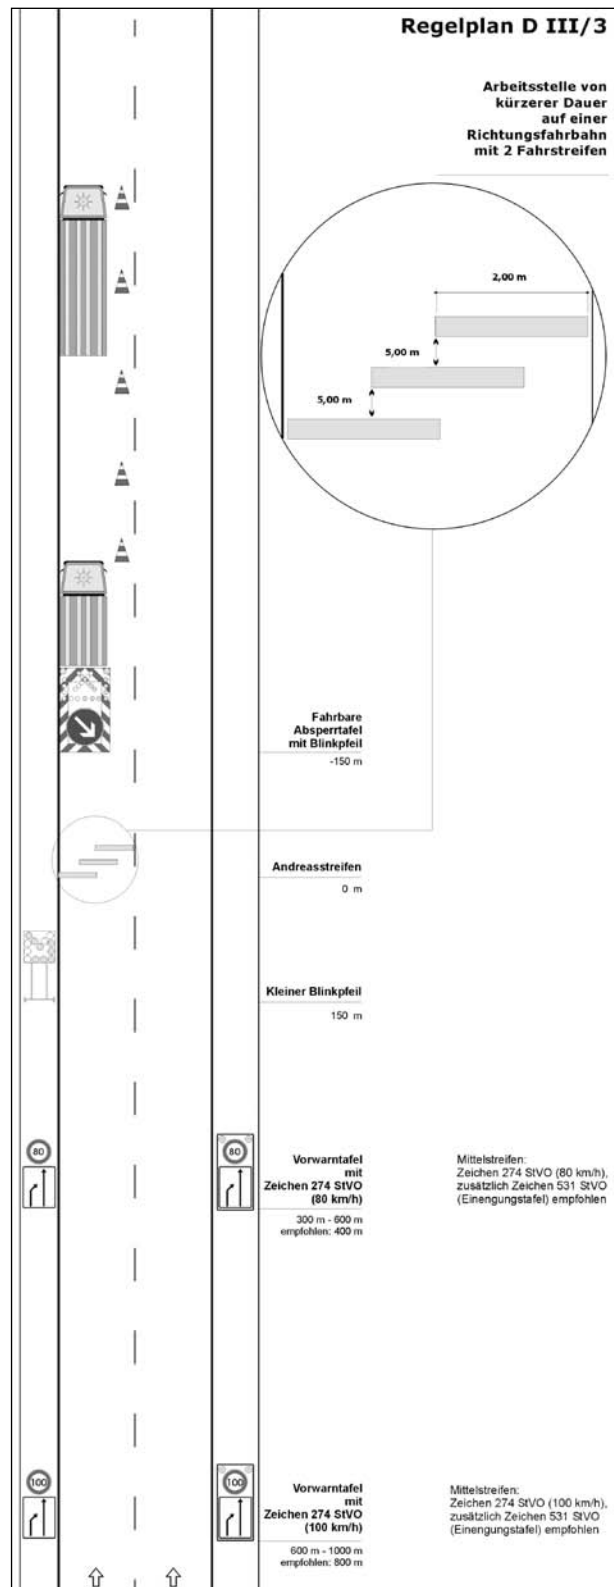 Regelplan D III/3
Arbeitsstelle von
kürzerer Dauer
auf einer
Richtungsfahrbahn
mit 2 Fahrstreifen
2,00 m
5,00 m
5,00 m
Fahrbare
Absperrtafel
mit Blinkpfeil
-150 m
Andreasstreifen
0 m
Kleiner Blinkpfeil
150 m
80
80
Vorwarntafel
mit
Zeichen 274 StVO
(80 km/h)
300 m - 600 m
empfohlen: 400 m
Mittelstreifen:
Zeichen 274 StVO (80 km/h),
zusätzlich Zeichen 531 StVO
(Einengungstafel) empfohlen
100
100
Vorwarntafel
mit
Zeichen 274 StVO
(100 km/h)
600 m - 1000 m
empfohlen: 800 m
Mittelstreifen:
Zeichen 274 StVO (100 km/h),
zusätzlich Zeichen 531 StVO
(Einengungstafel) empfohlen